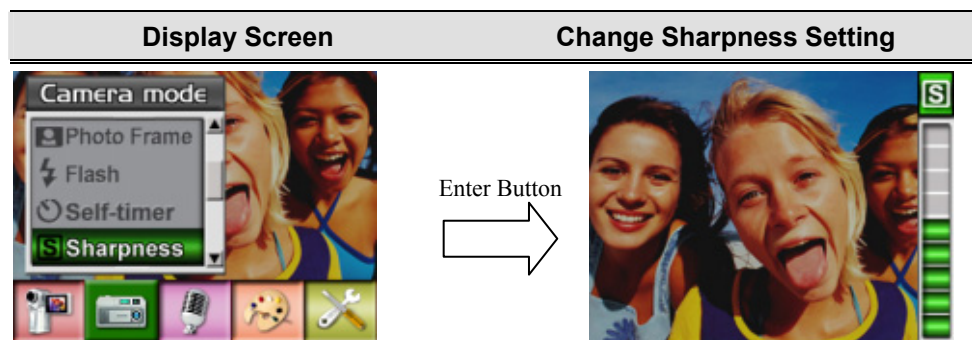 Display Screen
Change Sharpness Setting
Camera mode
Photo Frame
Flash
Self-timer
S Sharpness
Enter Button
S